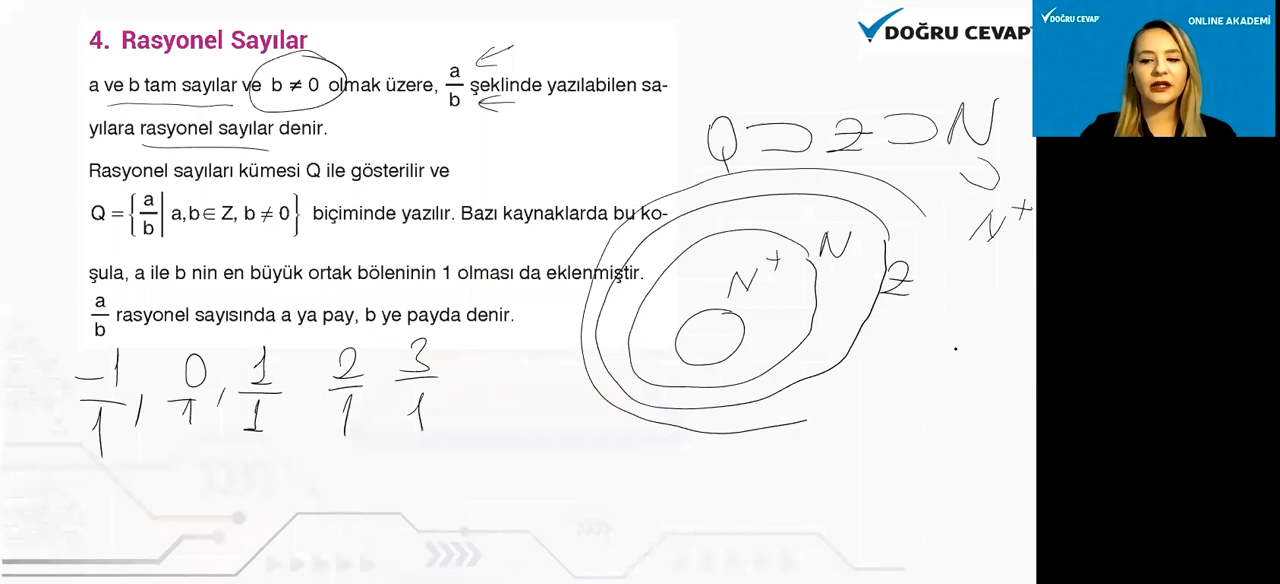 4. Rasyonel Sayılar
a ve b tam sayılar ve b ≠ 0 olmak üzere, a/b şeklinde yazılabilen sa-
yılara rasyonel sayılar denir.
Rasyonel sayıları kümesi Q ile gösterilir ve
Q = {a/b | a,b ∈ Z, b ≠ 0} biçiminde yazılır. Bazı kaynaklarda bu ko-
şula, a ile b nin en büyük ortak böleninin 1 olması da eklenmiştir.
a/b rasyonel sayısında a ya pay, b ye payda denir.
-1/1, 0/1, 1/1 2/1 3/1
DOĞRU CEVAP
Q ⊃ Z ⊃ N
⊃
N+
N+ N Z
DOĞRU CEVAP
ONLINE AKADEMİ